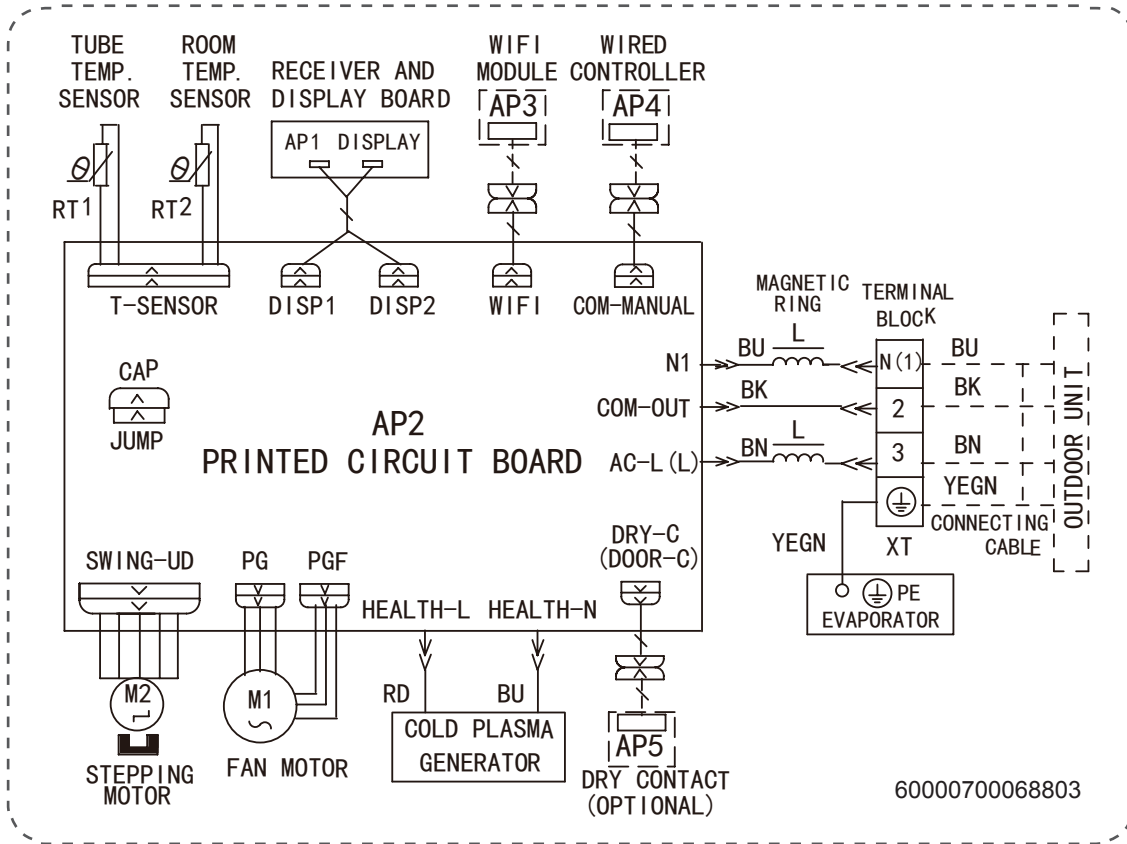 TUBE
TEMP.
SENSOR
ROOM
TEMP.
SENSOR
RECEIVER AND
DISPLAY BOARD
WIFI
MODULE
WIRED
CONTROLLER
AP1 DISPLAY
AP3
AP4
θ
RT1
θ
RT2
T-SENSOR
DISP1
DISP2
WIFI
COM-MANUAL
MAGNETIC
RING
TERMINAL
BLOCK
CAP
JUMP
AP2
PRINTED CIRCUIT BOARD
N1
BU
L
N(1)
BU
COM-OUT
BK
2
BK
AC-L(L)
BN
L
3
BN
YEGN
CONNECTING
CABLE
OUTDOOR UNIT
XT
YEGN
PE
EVAPORATOR
SWING-UD
PG
PGF
HEALTH-L
HEALTH-N
DRY-C
(DOOR-C)
M2
STEPPING
MOTOR
M1
FAN MOTOR
RD
BU
COLD PLASMA
GENERATOR
AP5
DRY CONTACT
(OPTIONAL)
60000700068803